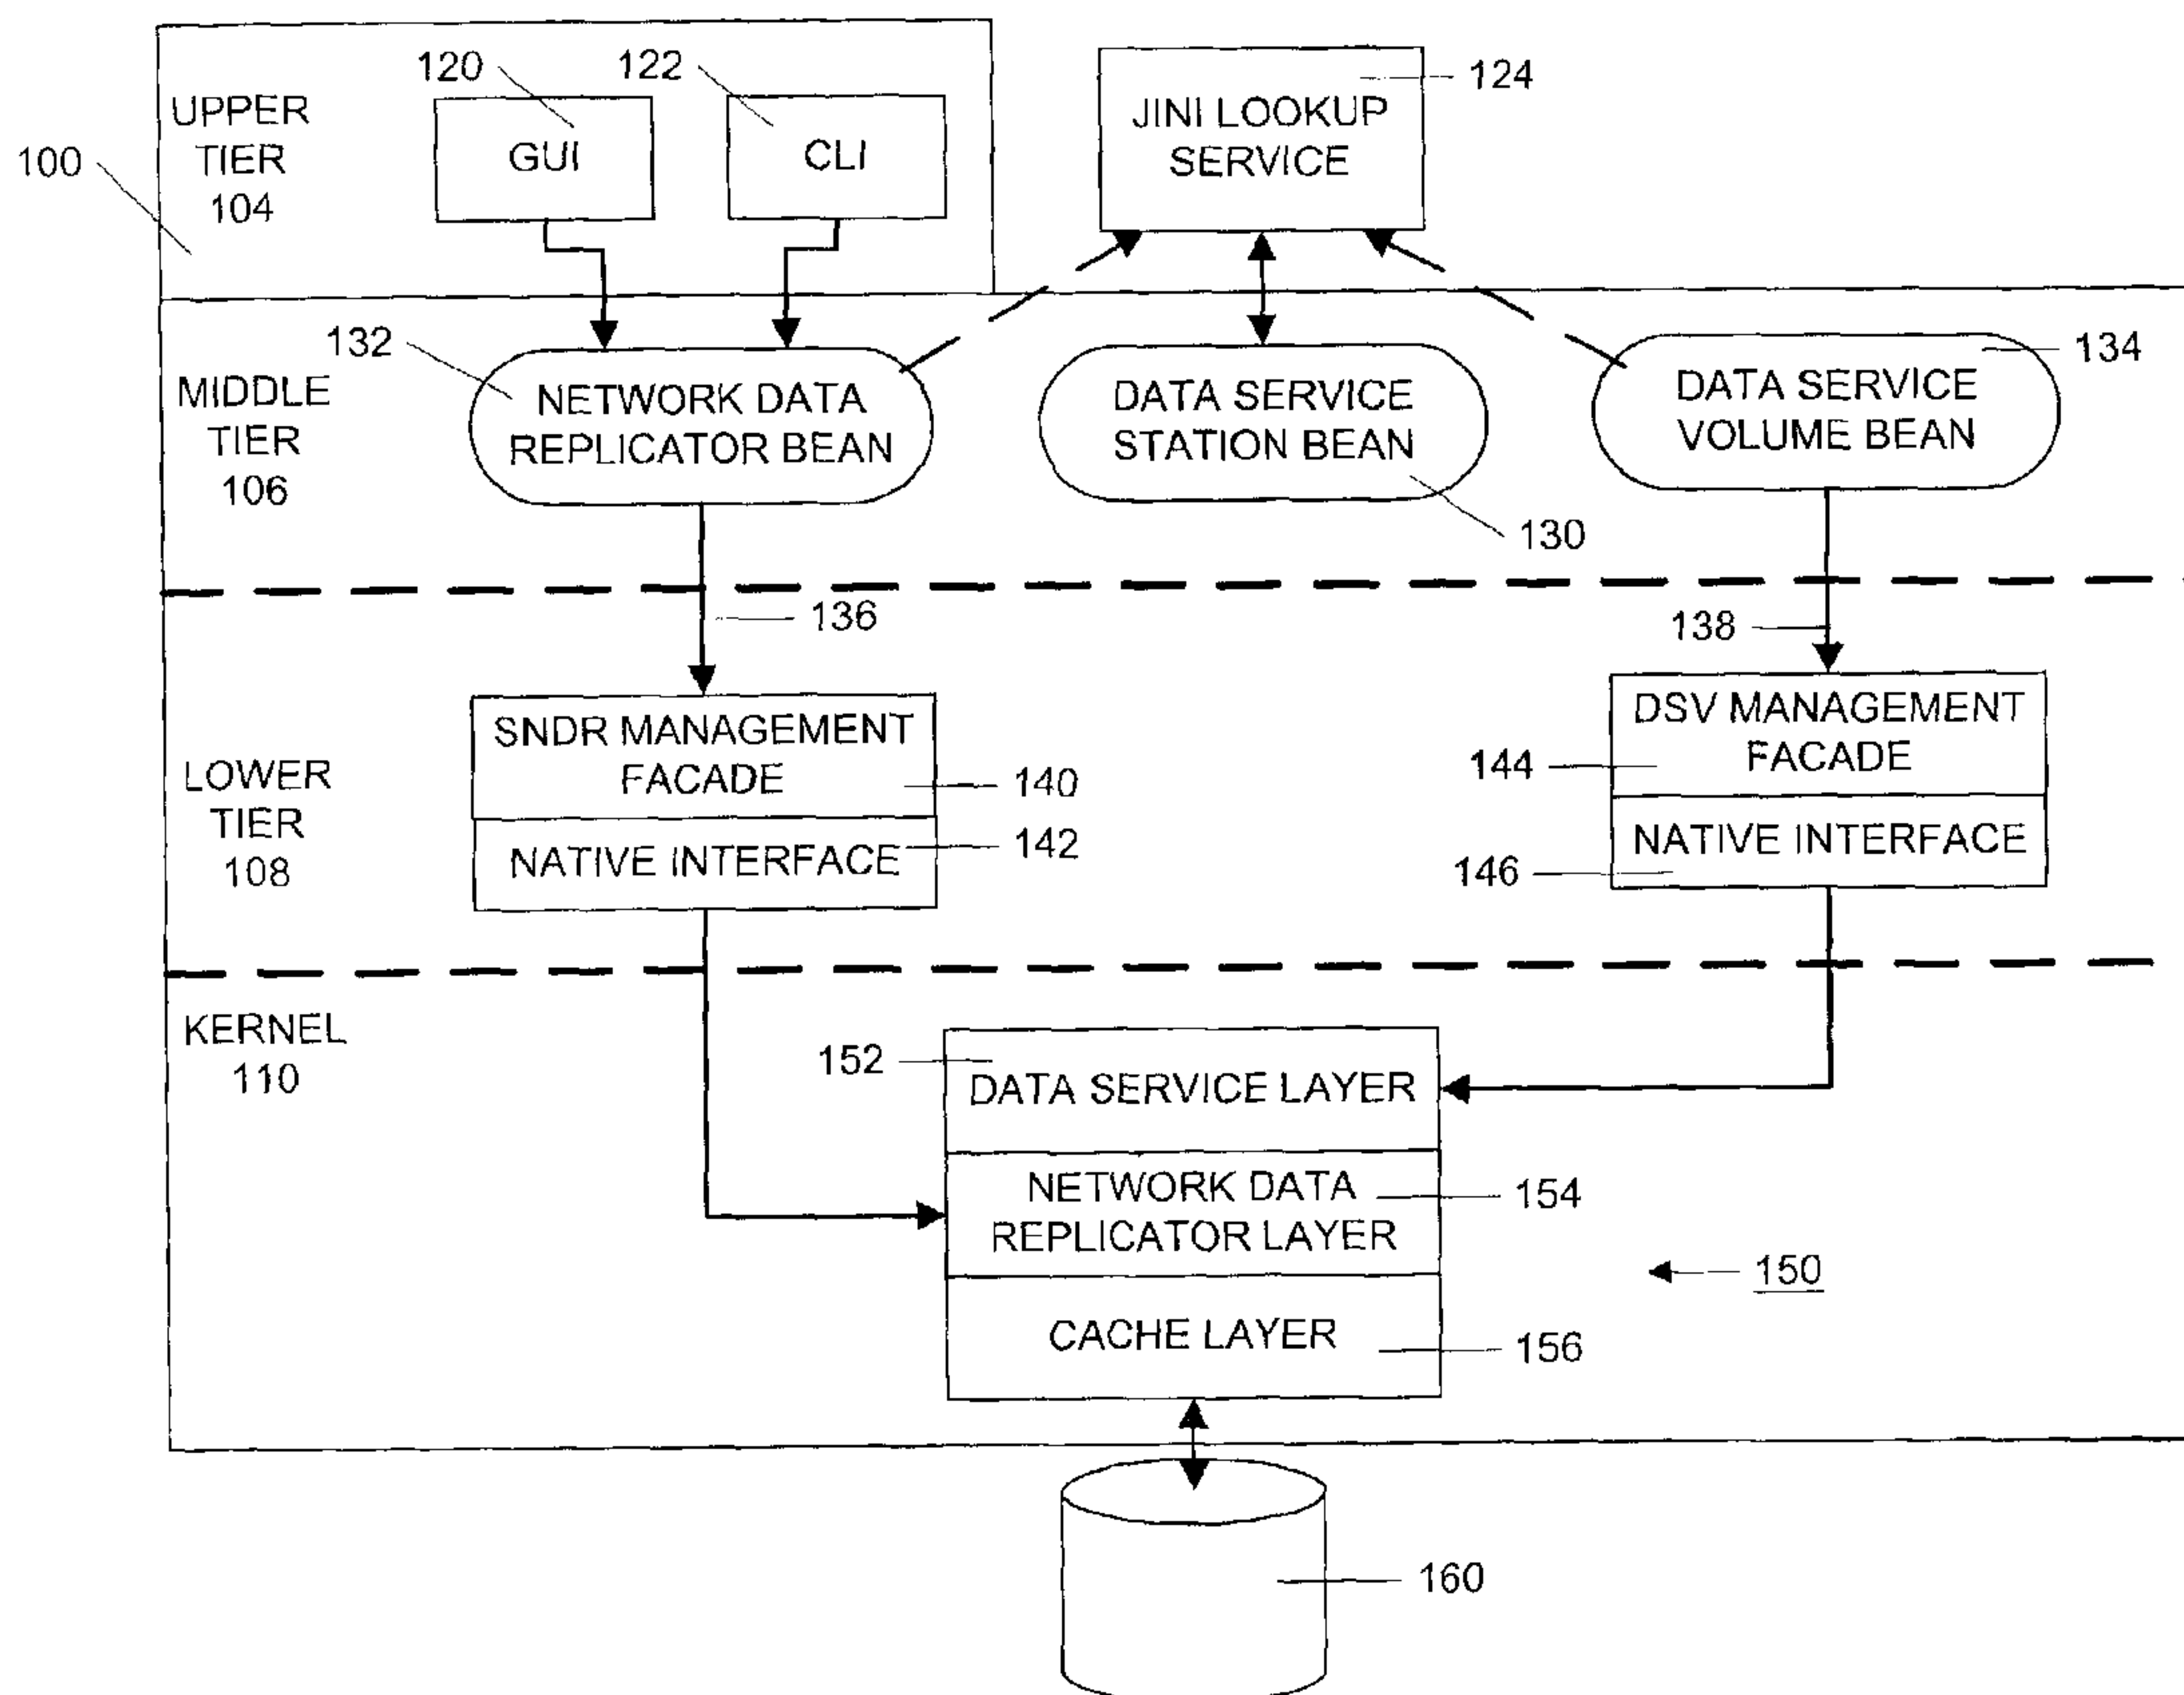 120
122
124
UPPER
TIER
104
100
GUI
CLI
JINI LOOKUP
SERVICE
132
134
MIDDLE
TIER
106
NETWORK DATA
REPLICATOR BEAN
DATA SERVICE
STATION BEAN
DATA SERVICE
VOLUME BEAN
130
136
138
LOWER
TIER
108
SNDR MANAGEMENT
FACADE
140
NATIVE INTERFACE
142
DSV MANAGEMENT
FACADE
144
NATIVE INTERFACE
146
KERNEL
110
152
DATA SERVICE LAYER
NETWORK DATA
REPLICATOR LAYER
154
150
CACHE LAYER
156
160